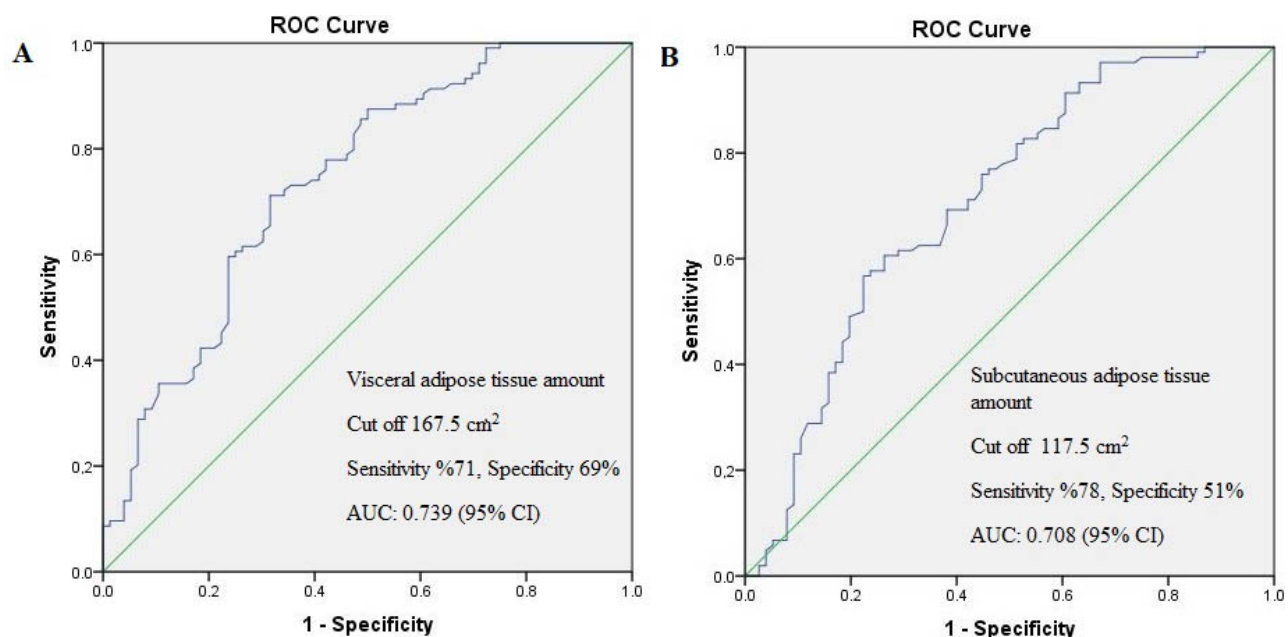 A
ROC Curve
Sensitivity
1.0
0.8
0.6
0.4
0.2
0.0
Visceral adipose tissue amount
Cut off 167.5 cm²
Sensitivity %71, Specificity 69%
AUC: 0.739 (95% CI)
0.0 0.2 0.4 0.6 0.8 1.0
1 - Specificity
B
ROC Curve
Sensitivity
1.0
0.8
0.6
0.4
0.2
0.0
Subcutaneous adipose tissue
amount
Cut off 117.5 cm²
Sensitivity %78, Specificity 51%
AUC: 0.708 (95% CI)
0.0 0.2 0.4 0.6 0.8 1.0
1 - Specificity